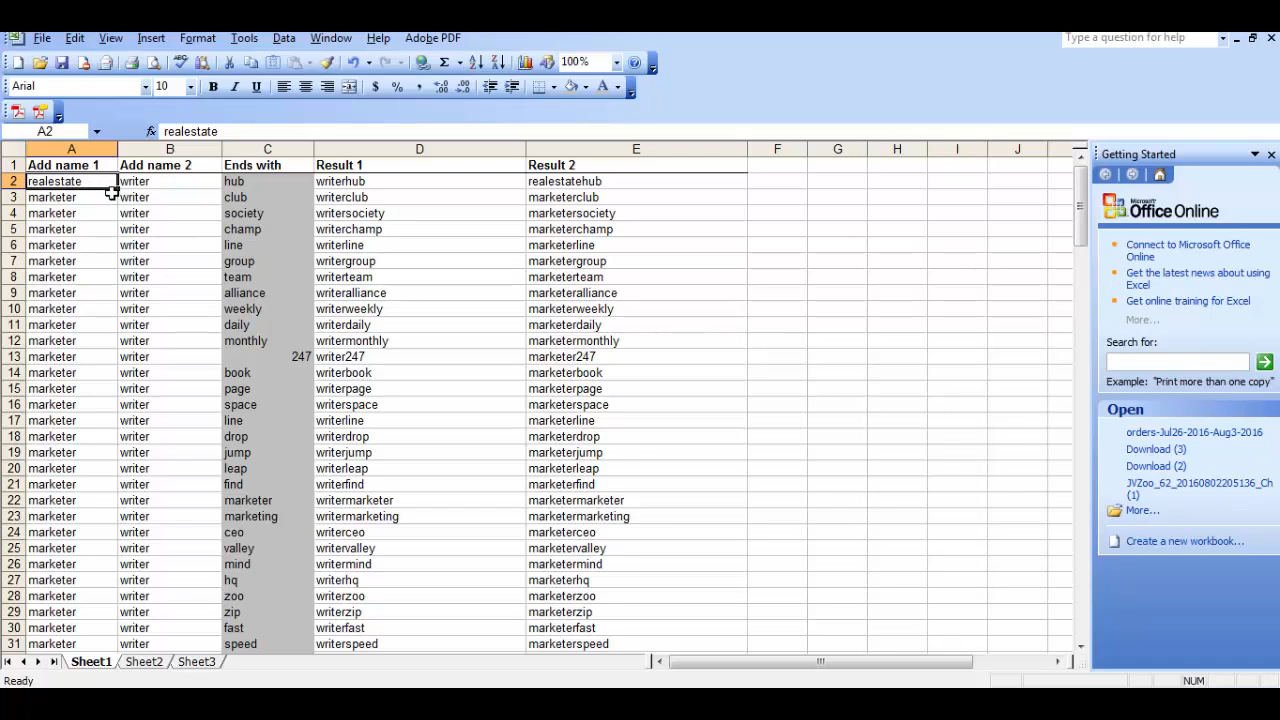 File Edit View Insert Format Tools Data Window Help Adobe PDF Type a question for help
100%
Arial 10 B I U $ % ,
A2 fx realestate
A B C D E F G H I J
1 Add name 1 Add name 2 Ends with Result 1 Result 2
2 realestate writer hub writerhub realestatehub
3 marketer writer club writerclub marketerclub
4 marketer writer society writersociety marketersociety
5 marketer writer champ writerchamp marketerchamp
6 marketer writer line writerline marketerline
7 marketer writer group writergroup marketergroup
8 marketer writer team writerteam marketerteam
9 marketer writer alliance writeralliance marketeralliance
10 marketer writer weekly writerweekly marketerweekly
11 marketer writer daily writerdaily marketerdaily
12 marketer writer monthly writermonthly marketermonthly
13 marketer writer 247 writer247 marketer247
14 marketer writer book writerbook marketerbook
15 marketer writer page writerpage marketerpage
16 marketer writer space writerspace marketerspace
17 marketer writer line writerline marketerline
18 marketer writer drop writerdrop marketerdrop
19 marketer writer jump writerjump marketerjump
20 marketer writer leap writerleap marketerleap
21 marketer writer find writerfind marketerfind
22 marketer writer marketer writermarketer marketermarketer
23 marketer writer marketing writermarketing marketermarketing
24 marketer writer ceo writerceo marketerceo
25 marketer writer valley writervalley marketervalley
26 marketer writer mind writermind marketermind
27 marketer writer hq writerhq marketerhq
28 marketer writer zoo writerzoo marketerzoo
29 marketer writer zip writerzip marketerzip
30 marketer writer fast writerfast marketerfast
31 marketer writer speed writerspeed marketerspeed
Sheet1 Sheet2 Sheet3
Ready NUM
Getting Started
Microsoft
Office Online
Connect to Microsoft Office
Online
Get the latest news about using
Excel
Get online training for Excel
More...
Search for:
Example: "Print more than one copy"
Open
orders-Jul26-2016-Aug3-2016
Download (3)
Download (2)
JVZoo_62_20160802205136_Ch
(1)
More...
Create a new workbook...